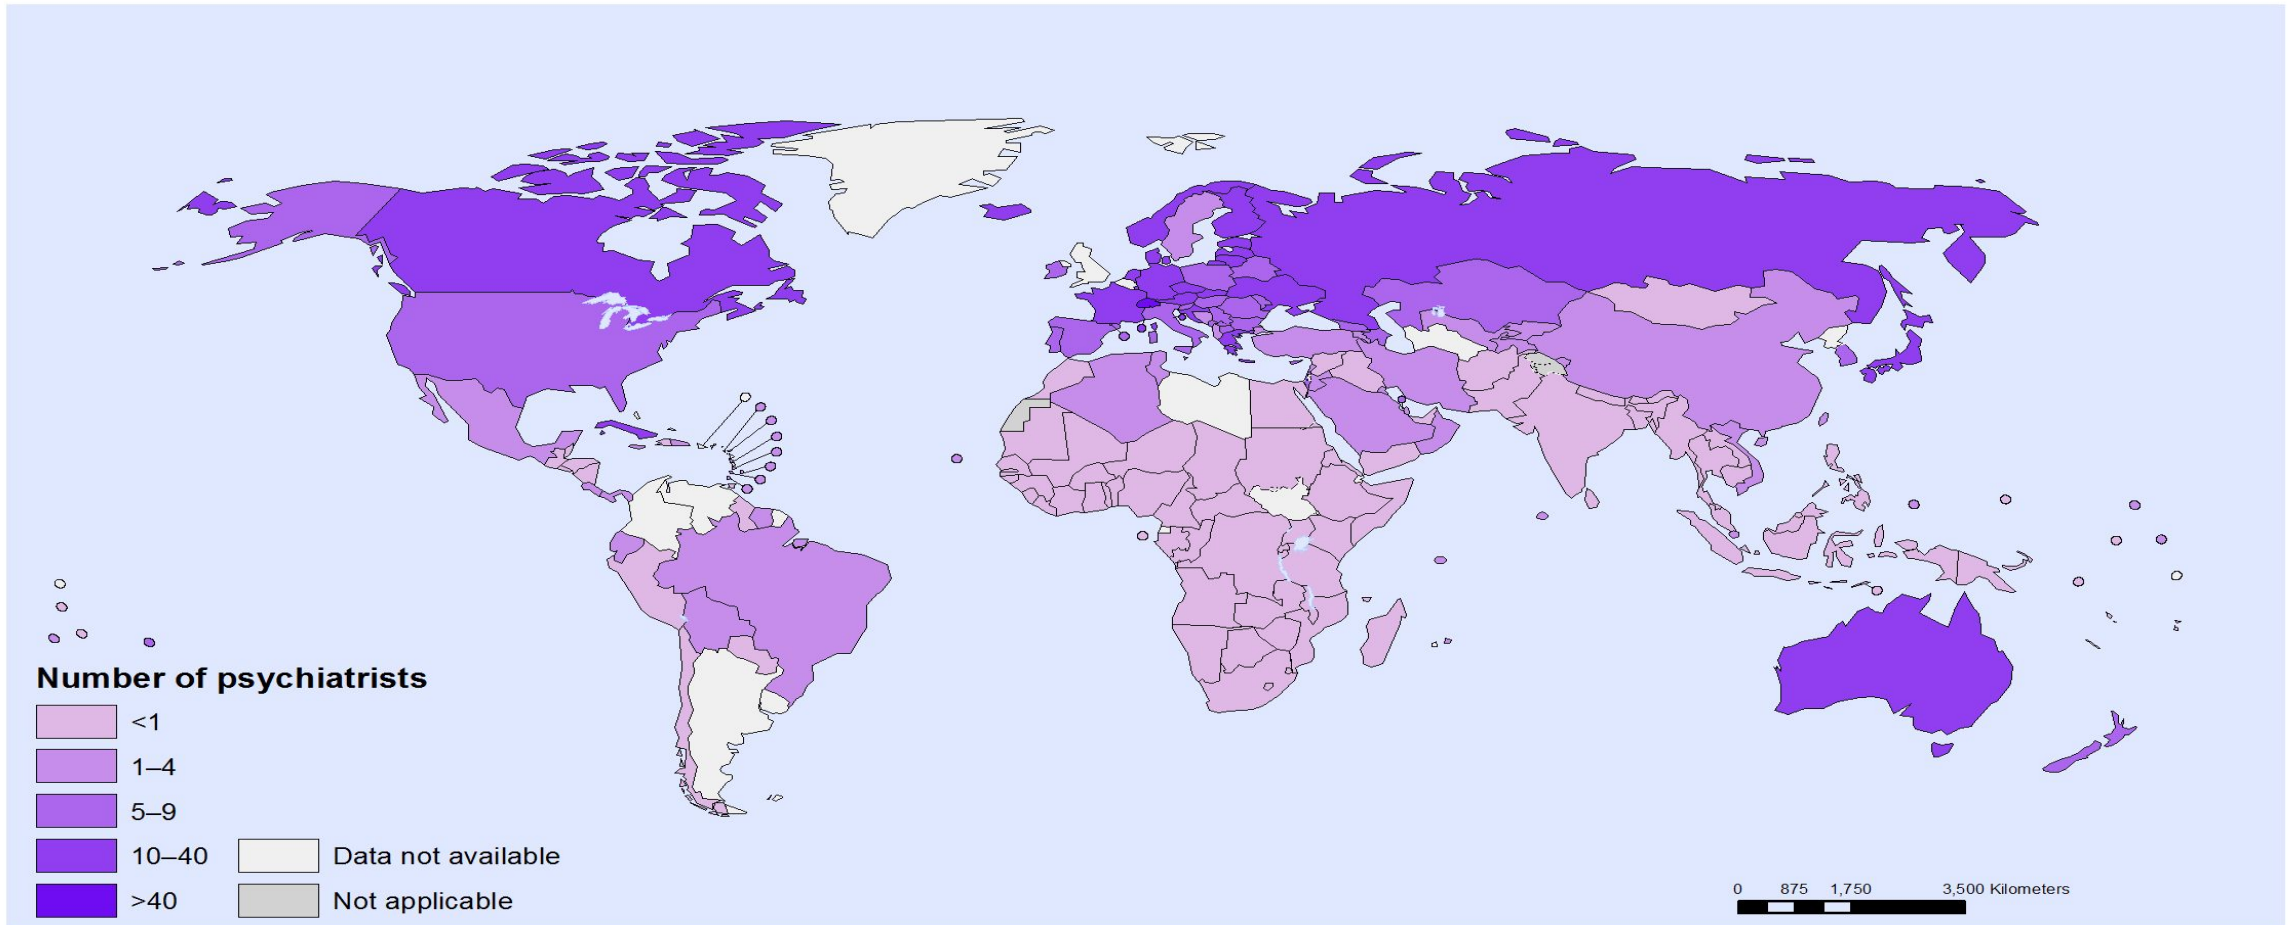 Number of psychiatrists
<1
1–4
5–9
10–40
>40
Data not available
Not applicable
0 875 1,750 3,500 Kilometers